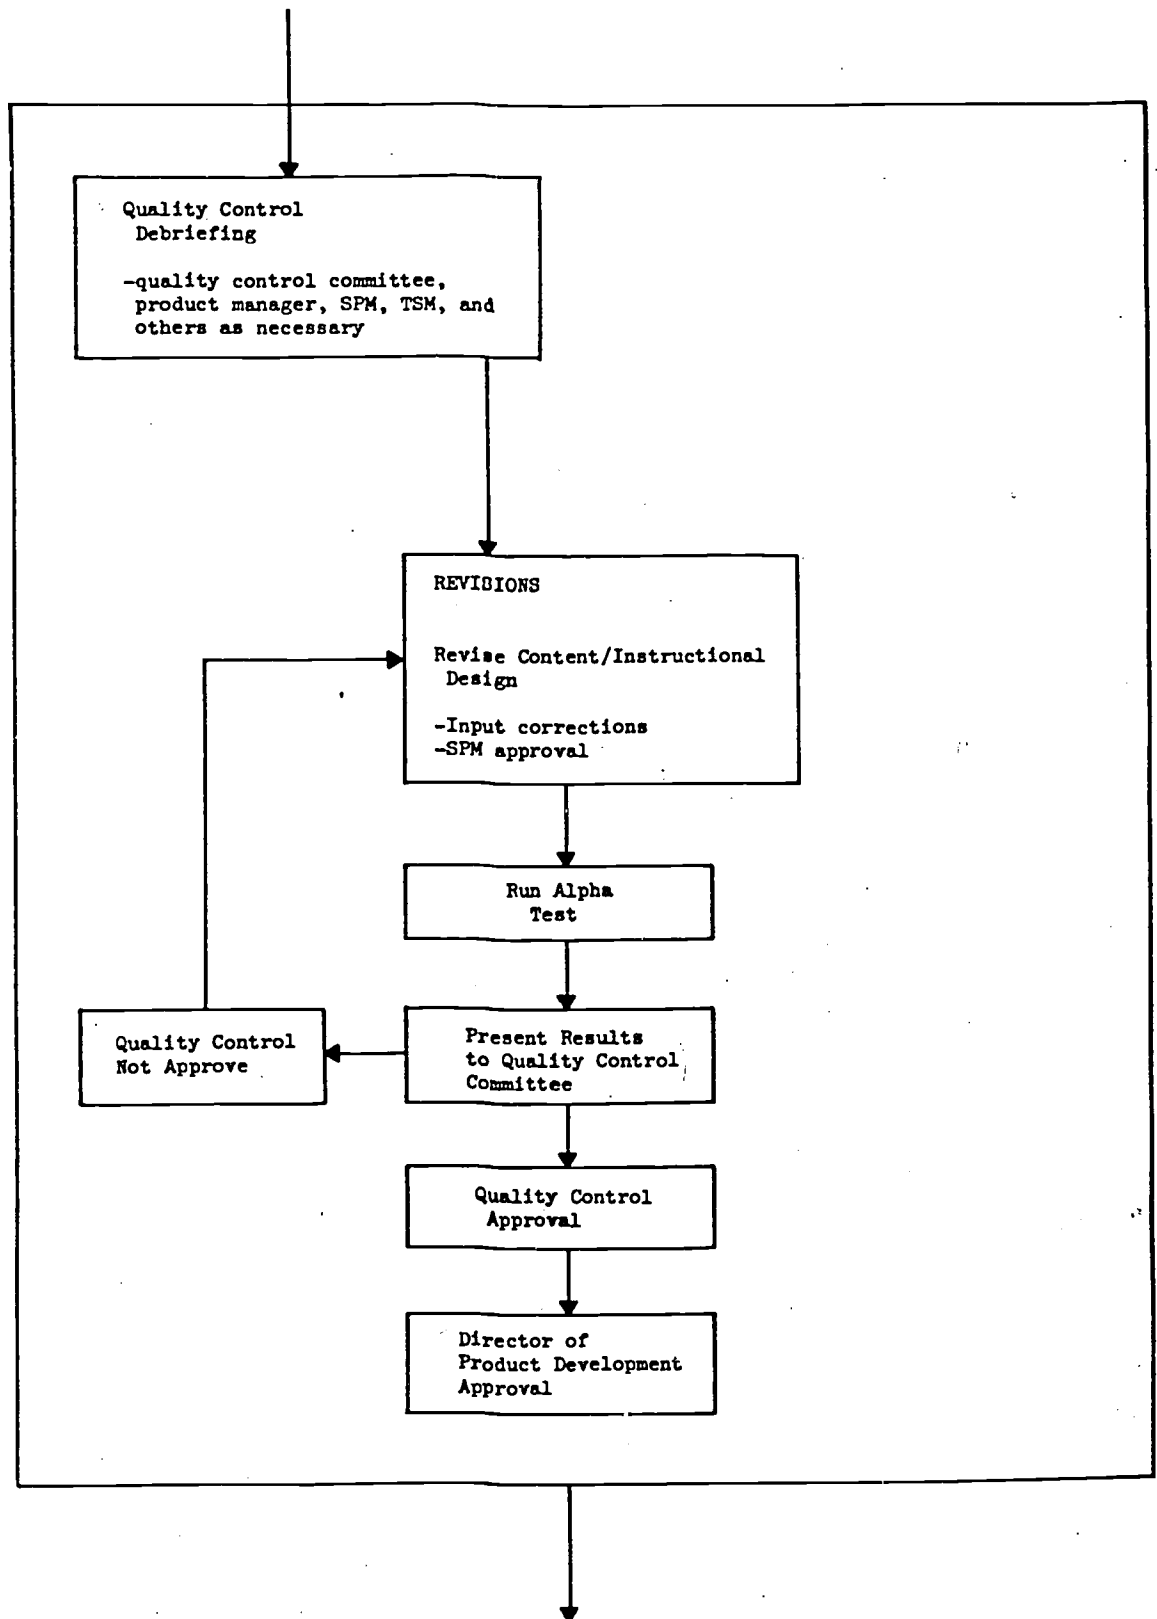 Quality Control
Debriefing
-quality control committee,
product manager, SPM, TSM, and
others as necessary
REVISIONS
Revise Content/Instructional
Design
-Input corrections
-SPM approval
Run Alpha
Test
Quality Control
Not Approve
Present Results
to Quality Control
Committee
Quality Control
Approval
Director of
Product Development
Approval